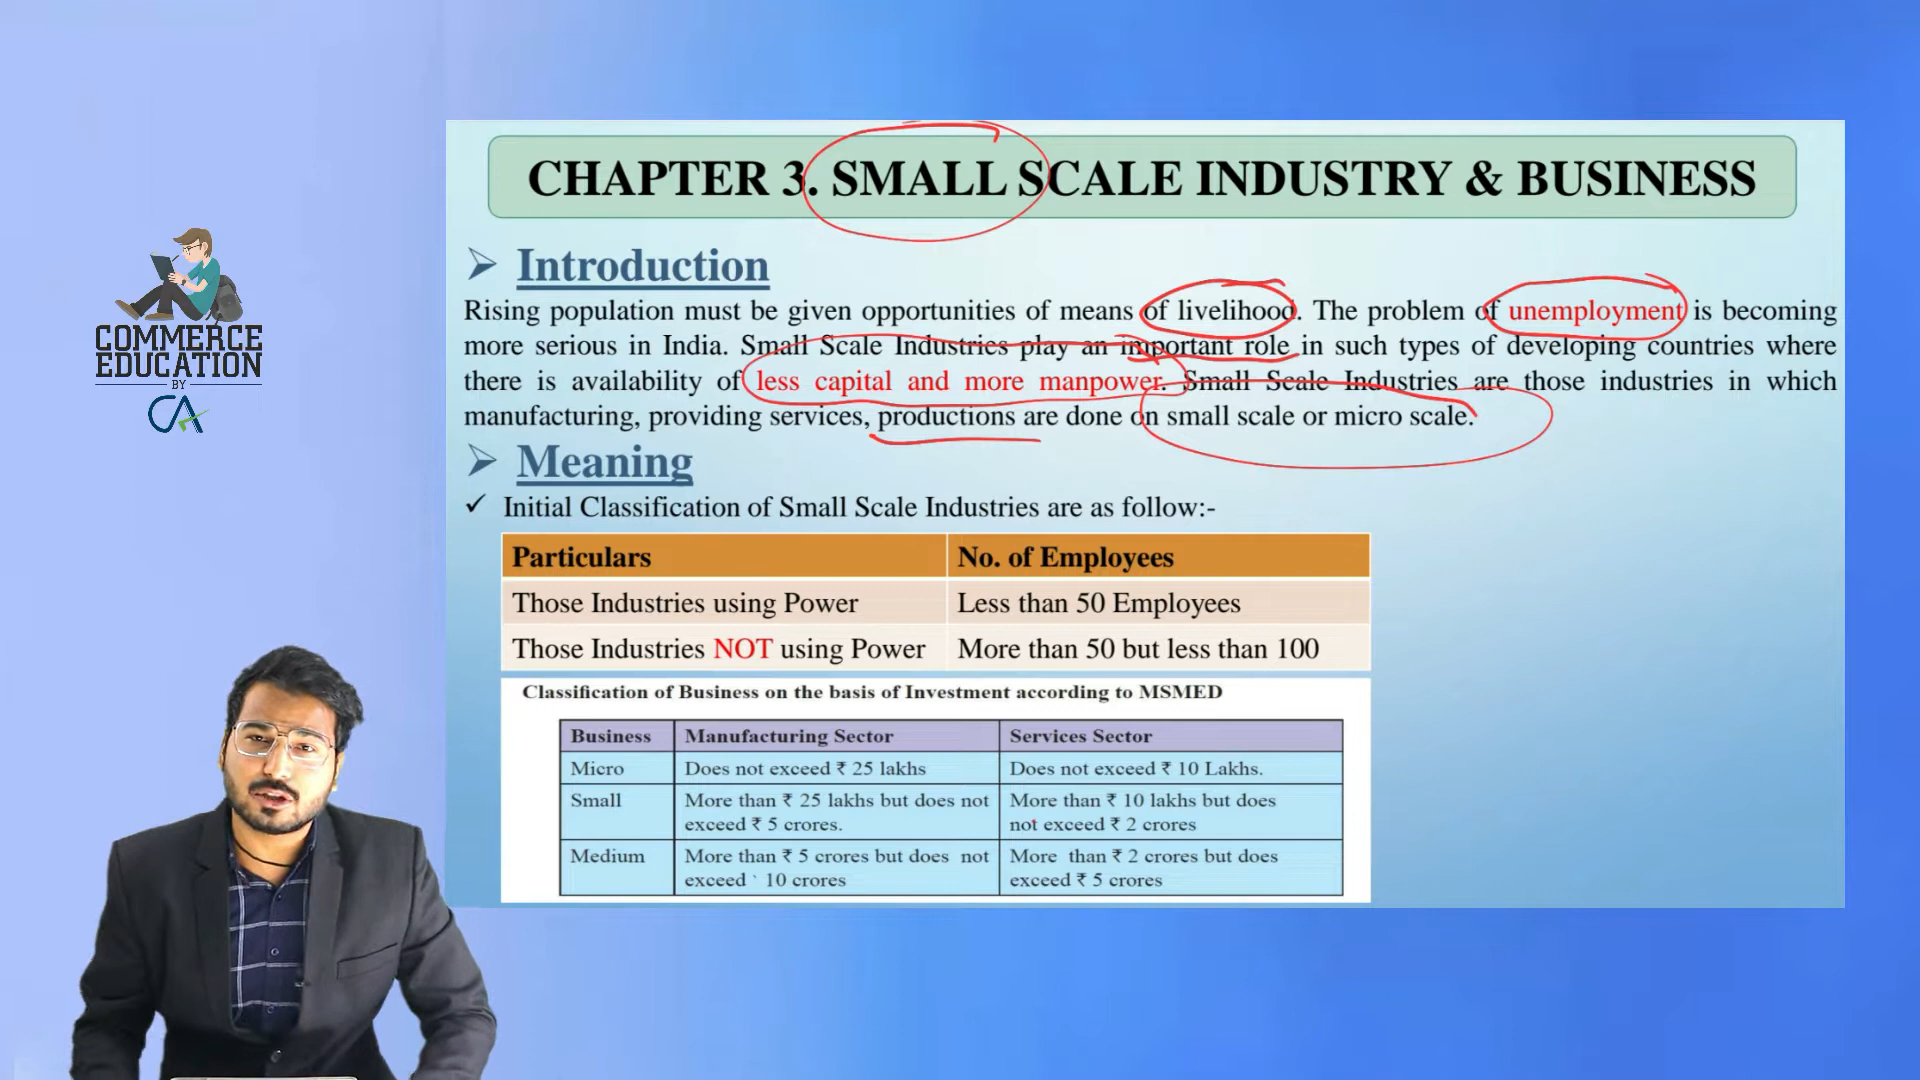 COMMERCE
EDUCATION
BY
CA
CHAPTER 3. SMALL SCALE INDUSTRY & BUSINESS
Introduction
Rising population must be given opportunities of means of livelihood. The problem of unemployment is becoming
more serious in India. Small Scale Industries play an important role in such types of developing countries where
there is availability of less capital and more manpower. Small Scale Industries are those industries in which
manufacturing, providing services, productions are done on small scale or micro scale.
Meaning
✓ Initial Classification of Small Scale Industries are as follow:-
Particulars No. of Employees
Those Industries using Power Less than 50 Employees
Those Industries NOT using Power More than 50 but less than 100
Classification of Business on the basis of Investment according to MSMED
Business Manufacturing Sector Services Sector
Micro Does not exceed ₹ 25 lakhs Does not exceed ₹ 10 Lakhs.
Small More than ₹ 25 lakhs but does not More than ₹ 10 lakhs but does
exceed ₹ 5 crores. not exceed ₹ 2 crores
Medium More than ₹ 5 crores but does not More than ₹ 2 crores but does
exceed ` 10 crores exceed ₹ 5 crores